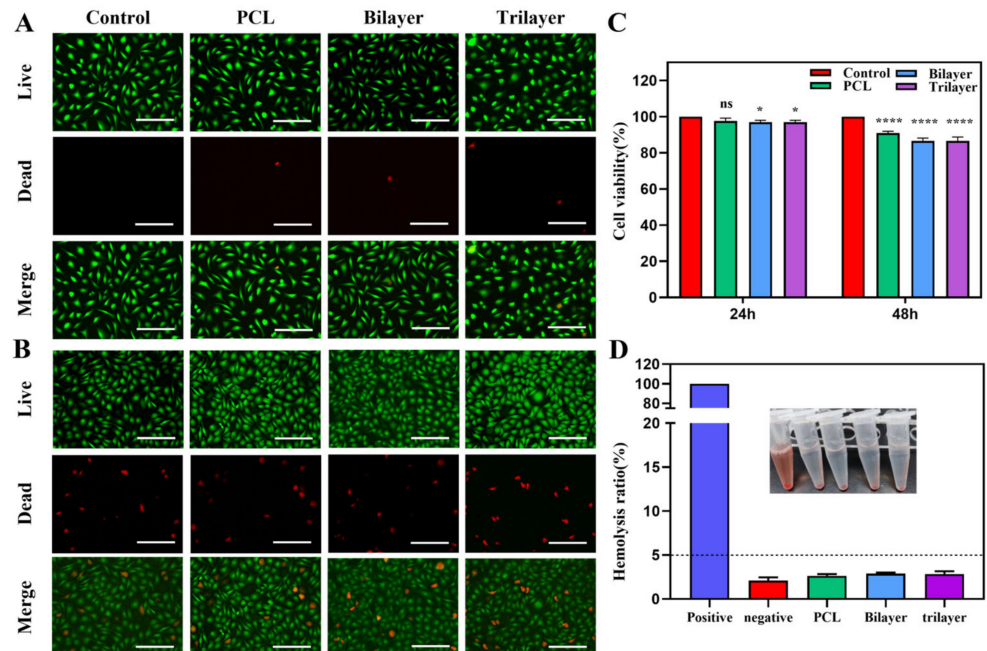 A
Control
PCL
Bilayer
Trilayer
Live
Dead
Merge
B
Live
Dead
Merge
C
Control
Bilayer
PCL
Trilayer
Cell viability(%)
120
100
80
60
40
20
0
ns
*
*
****
****
****
24h
48h
D
Hemolysis ratio(%)
120
100
80
20
15
10
5
0
Positive
negative
PCL
Bilayer
trilayer